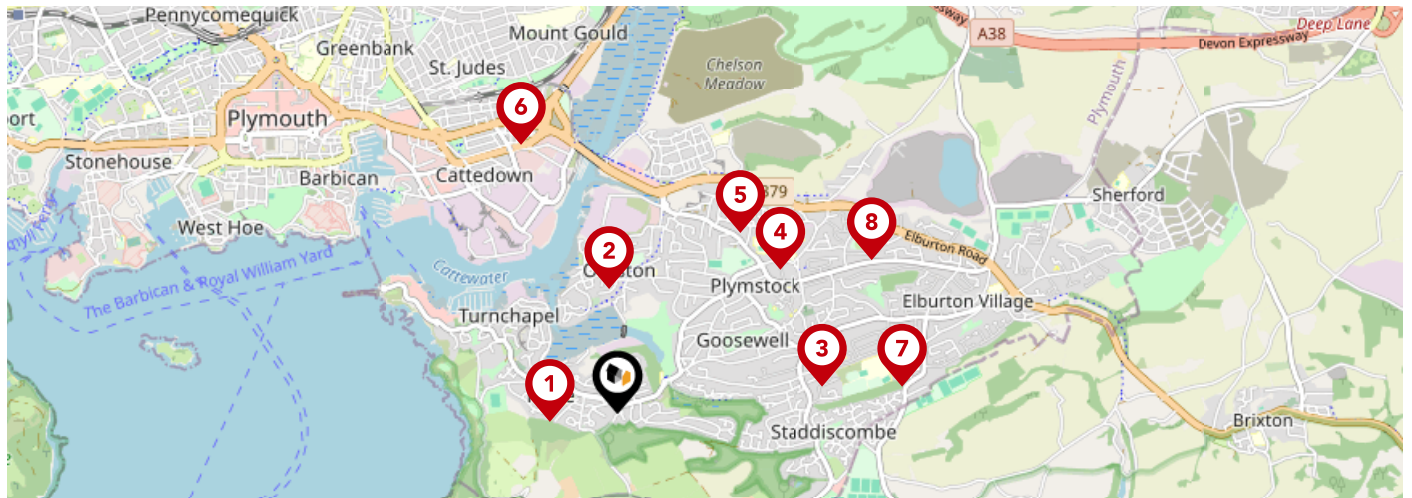 Pennycomequick
Greenbank
Mount Gould
St. Judes
Chelson
Meadow
A38
Devon Expressway
Deep Lane
Plymouth
6
ort
Plymouth
Stonehouse
Barbican
Cattedown
5
879
4
8
Sherford
West Hoe
The Barbican & Royal William Yard
Cattewater
2
Elburton Road
Plymstock
Elburton Village
Turnchapel
Goosewell
3
7
1
Staddiscombe
Brixton